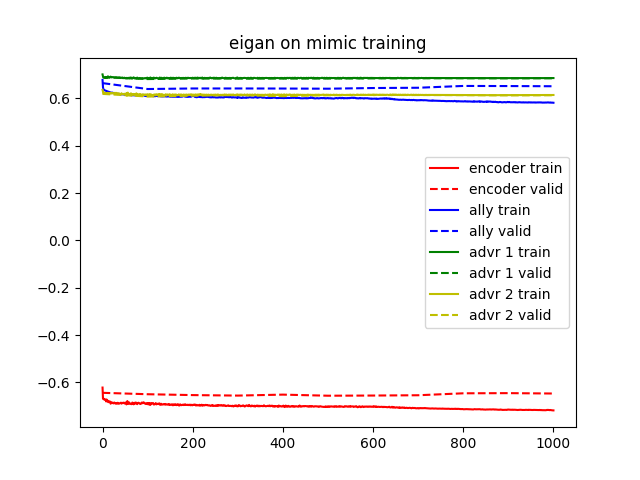 eigan on mimic training
0.6
0.4
0.2
0.0
−0.2
−0.4
−0.6
0
200
400
600
800
1000
encoder train
encoder valid
ally train
ally valid
advr 1 train
advr 1 valid
advr 2 train
advr 2 valid